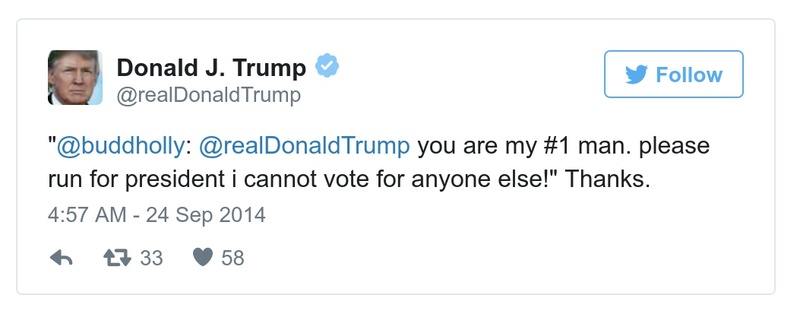 Donald J. Trump
@realDonaldTrump
Follow
"@buddholly: @realDonaldTrump you are my #1 man. please
run for president i cannot vote for anyone else!" Thanks.
4:57 AM - 24 Sep 2014
33 58